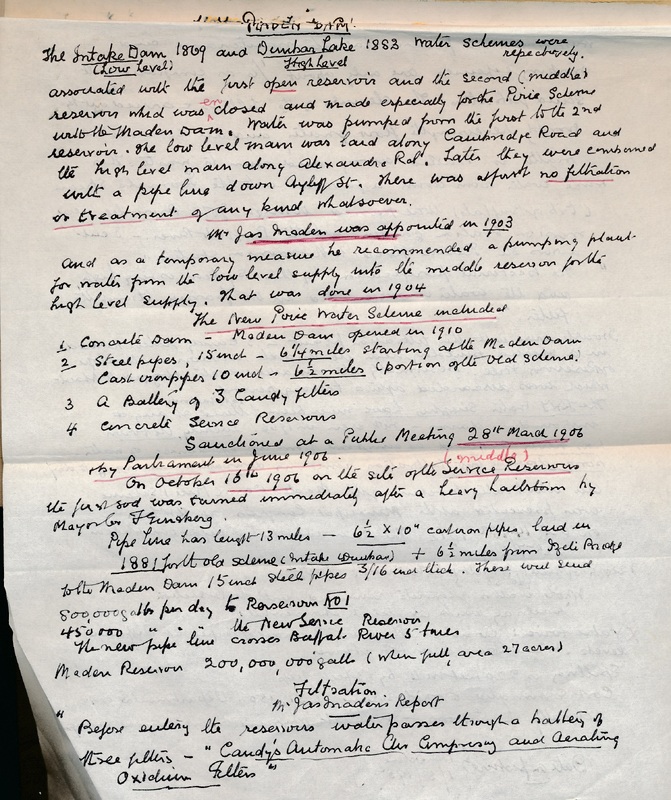 MADEN DAM
The Intake Dam 1869 and Dunbar Lake 1883 water schemes were
(Low Level) High Level respectively.
associated with the first open reservoir and the second (middle)
reservoir which was enclosed and made especially for the Pirie Scheme
with the Maden Dam. Water was pumped from the first to the 2nd
reservoir. The low level main was laid along Cambridge Road and
the high level main along Alexandra Rd. Later they were combined
with a pipe line down Ayliff St. There was at first no filtration
or treatment of any kind whatsoever.
Mr Jas Maden was appointed in 1903
and as a temporary measure he recommended a pumping plant
for water from the low level supply into the middle reservoir for the
high level supply. That was done in 1904
The New Pirie Water Scheme included
1. Concrete Dam – Maden Dam, opened in 1910
2 Steel pipes, 15 inch – 6¼ miles starting at the Maden Dam
Cast iron pipes 10 inch – 6½ miles (portion of the old scheme)
3 A Battery of 3 Candy filters
4 Concrete Service Reservoirs
Sanctioned at a Public Meeting 28th March 1906
by Parliament in June 1906. (middle)
On October 16th 1906 on the site of the Service Reservoirs
the first sod was turned immediately after a heavy hailstorm by
Mayor F Ginsberg.
Pipe line has length 13 miles – 6½ x 10" cast iron pipes, laid in
1881 for the old scheme (Intake Dunbar) + 6½ miles from Izeli Bridge
to the Maden Dam 15 inch steel pipes 3/16 inch thick. These will send
800,000 galls per day to Reservoir No 1
450,000 " " " the New Service Reservoir
The new pipe line crosses Buffalo River 5 times
Maden Reservoir 200,000,000 galls (when full, area 27 acres)
Filtration
Mr Jas Maden's Report
" Before entering the reservoirs water passes through a battery of
three filters – "Candy's Automatic Air Compressing and Aerating
Oxidium Filters"